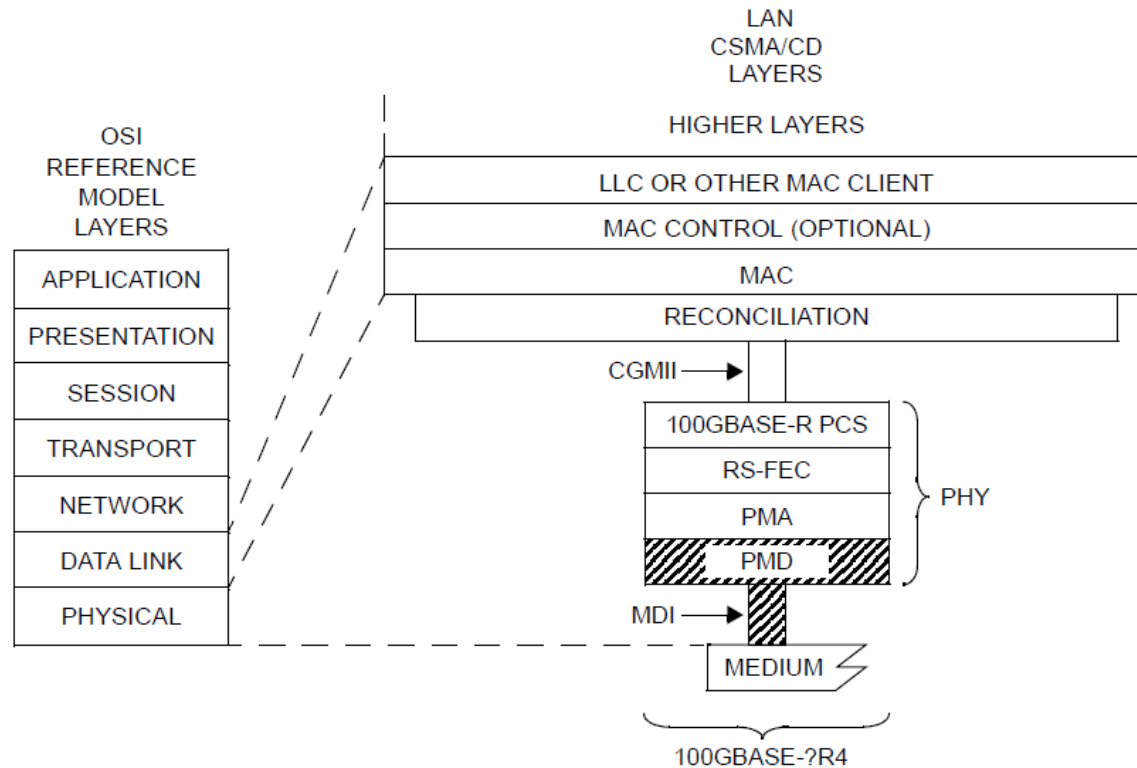 LAN
CSMA/CD
LAYERS
OSI
REFERENCE
MODEL
LAYERS
HIGHER LAYERS
LLC OR OTHER MAC CLIENT
MAC CONTROL (OPTIONAL)
MAC
RECONCILIATION
APPLICATION
PRESENTATION
SESSION
TRANSPORT
NETWORK
DATA LINK
PHYSICAL
CGMII
100GBASE-R PCS
RS-FEC
PMA
PMD
PHY
MDI
MEDIUM
100GBASE-?R4